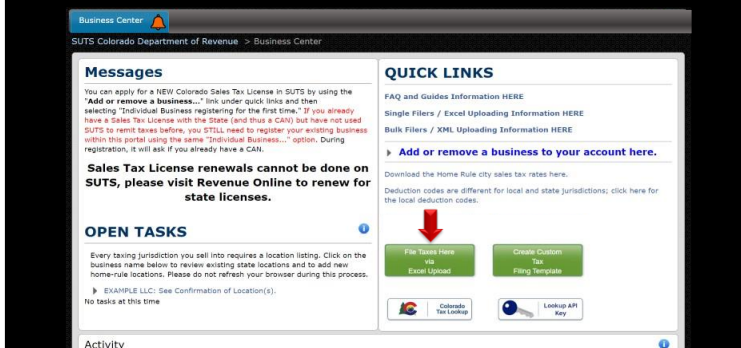 Business Center
SUTS Colorado Department of Revenue > Business Center
Messages
You can apply for a NEW Colorado Sales Tax License in SUTS by using the
"Add or remove a business..." link under quick links and then
selecting "Individual Business registering for the first time." If you already
have a Sales Tax License with the State (and thus a CAN) but have not used
SUTS to remit taxes before, you STILL need to register your existing business
within this portal using the same "Individual Business..." option. During
registration, it will ask if you already have a CAN.
Sales Tax License renewals cannot be done on
SUTS, please visit Revenue Online to renew for
state licenses.
OPEN TASKS
Every taxing jurisdiction you sell into requires a location listing. Click on the
business name below to review existing state locations and to add new
home-rule locations. Please do not refresh your browser during this process.
EXAMPLE LLC: See Confirmation of Location(s).
No tasks at this time
QUICK LINKS
FAQ and Guides Information HERE
Single Filers / Excel Uploading Information HERE
Bulk Filers / XML Uploading Information HERE
Add or remove a business to your account here.
Download the Home Rule city sales tax rates here.
Deduction codes are different for local and state jurisdictions; click here for
the local deduction codes.
File Taxes Here
via
Excel Upload
Create Custom
Tax
Filing Template
Colorado
Tax Lookup
Lookup API
Key
Activity